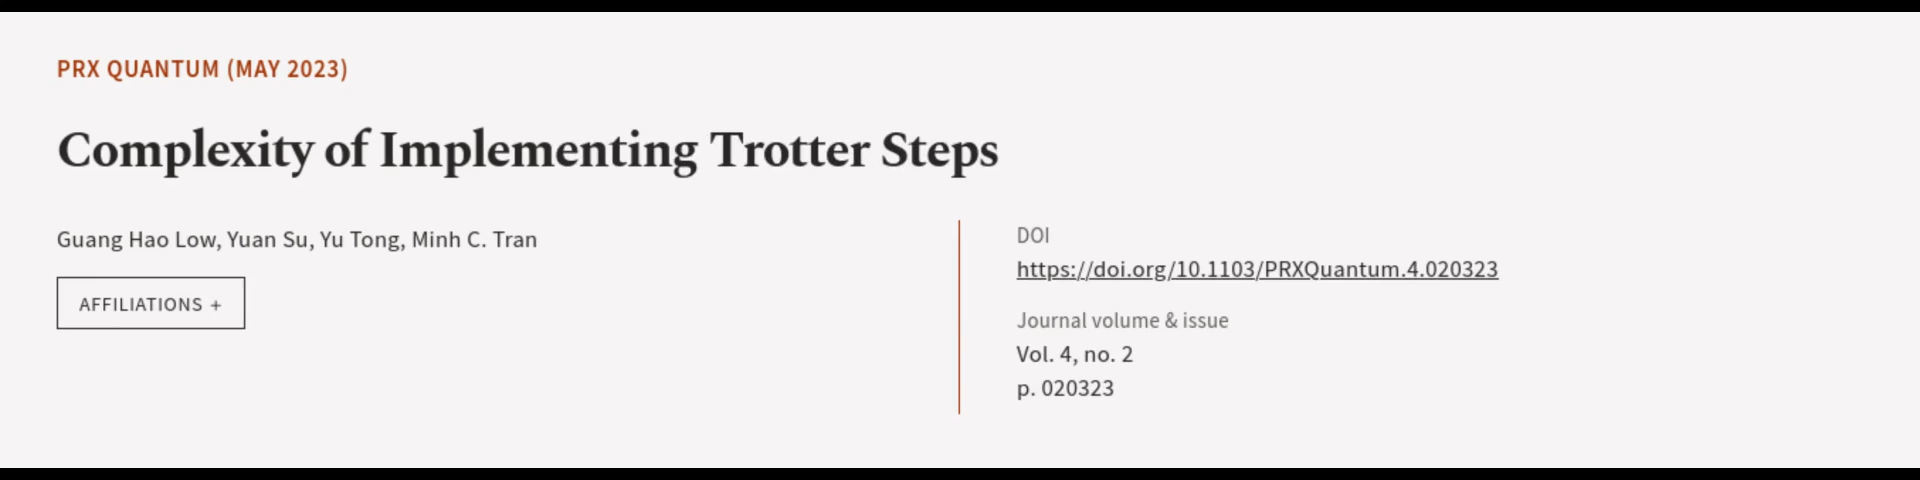 PRX QUANTUM (MAY 2023)
Complexity of Implementing Trotter Steps
Guang Hao Low, Yuan Su, Yu Tong, Minh C. Tran
AFFILIATIONS +
DOI
https://doi.org/10.1103/PRXQuantum.4.020323
Journal volume & issue
Vol. 4, no. 2
p. 020323